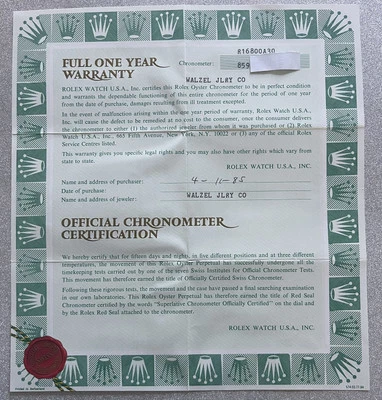 R16800A30
FULL ONE YEAR
WARRANTY
Chronometer: 859
WALZEL JLRY CO
ROLEX WATCH U.S.A., Inc. certifies this Rolex Oyster Chronometer to be in perfect condition
and warrants the dependable functioning of this entire chronometer for the period of one year
from the date of purchase, damages resulting from ill treatment excepted.
In the event of malfunction arising within the one year period of warranty, Rolex Watch U.S.A.,
Inc. will cause the defect to be remedied at no cost to the consumer, once the consumer delivers
the chronometer to either (1) the authorized jeweler from whom it was purchased or (2) Rolex
Watch U.S.A., Inc., 665 Fifth Avenue, New York, N.Y. 10022 or (3) any of the official Rolex
Service Centres listed.
This warranty gives you specific legal rights and you may also have other rights which vary from
state to state.
ROLEX WATCH U.S.A., INC.
Name and address of purchaser:
Date of purchase: 4-11-85
Name and address of jeweler: WALZEL JLRY CO
OFFICIAL CHRONOMETER
CERTIFICATION
We hereby certify that for fifteen days and nights, in five different positions and at three different
temperatures, the movement of this Rolex Oyster Perpetual has successfully undergone all the
timekeeping tests carried out by one of the seven Swiss Institutes for Official Chronometer Tests.
This movement has therefore earned the title of Officially Certified Swiss Chronometer.
Following these rigorous tests, the movement and the case have passed a final searching examination
in our own laboratories. This Rolex Oyster Perpetual has therefore earned the title of Red Seal
Chronometer certified by the words "Superlative Chronometer Officially Certified" on the dial and
by the Rolex Red Seal attached to the chronometer.
ROLEX WATCH U.S.A., INC.
Printed in Switzerland